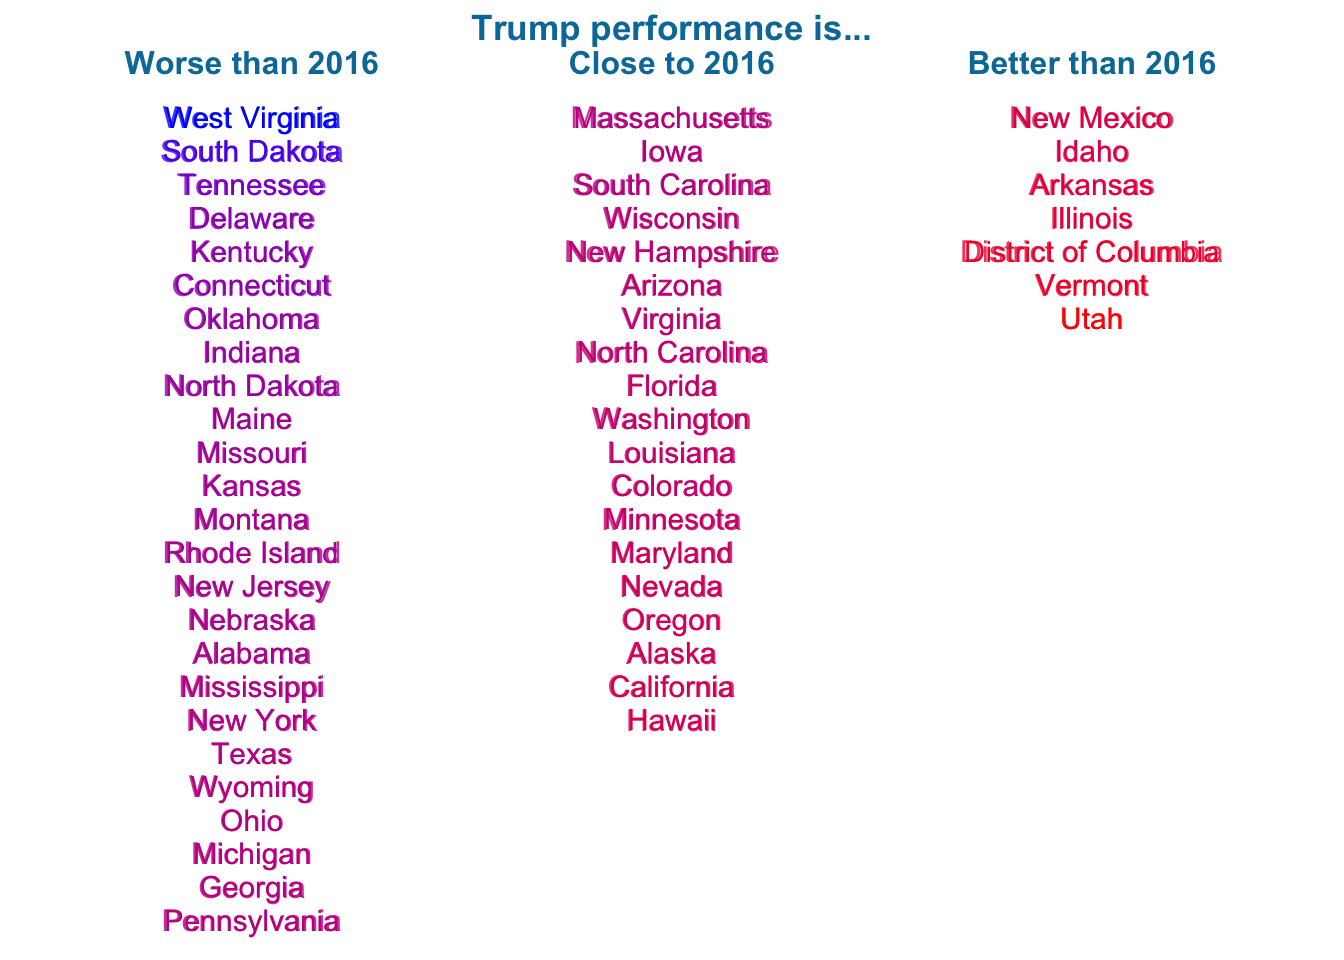 Trump performance is...
Worse than 2016
Close to 2016
Better than 2016
West Virginia
South Dakota
Tennessee
Delaware
Kentucky
Connecticut
Oklahoma
Indiana
North Dakota
Maine
Missouri
Kansas
Montana
Rhode Island
New Jersey
Nebraska
Alabama
Mississippi
New York
Texas
Wyoming
Ohio
Michigan
Georgia
Pennsylvania
Massachusetts
Iowa
South Carolina
Wisconsin
New Hampshire
Arizona
Virginia
North Carolina
Florida
Washington
Louisiana
Colorado
Minnesota
Maryland
Nevada
Oregon
Alaska
California
Hawaii
New Mexico
Idaho
Arkansas
Illinois
District of Columbia
Vermont
Utah